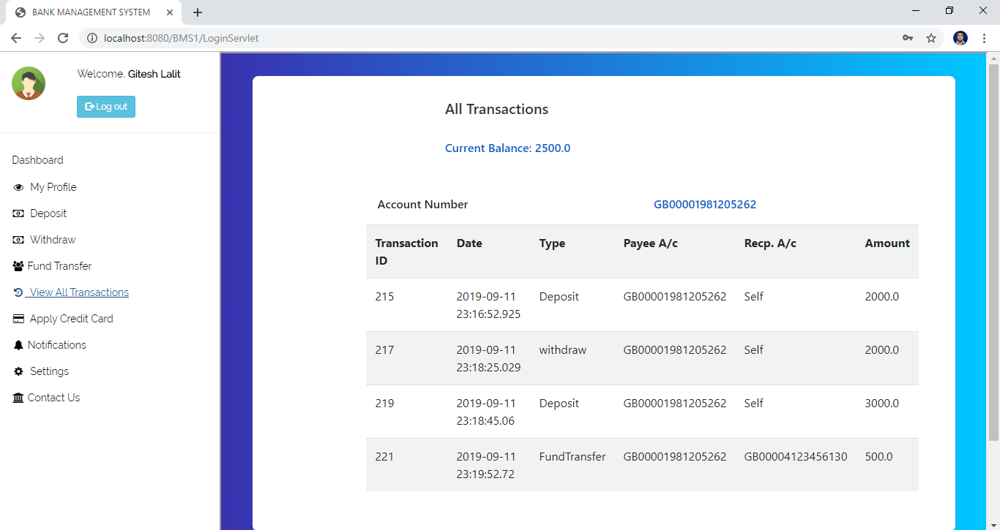 BANK MANAGEMENT SYSTEM
localhost:8080/BMS1/LoginServlet
Welcome, Gitesh Lalit
Log out
Dashboard
My Profile
Deposit
Withdraw
Fund Transfer
View All Transactions
Apply Credit Card
Notifications
Settings
Contact Us
All Transactions
Current Balance: 2500.0
Account Number GB00001981205262
Transaction Date Type Payee A/c Recp. A/c Amount
ID
215 2019-09-11 Deposit GB00001981205262 Self 2000.0
23:16:52.925
217 2019-09-11 withdraw GB00001981205262 Self 2000.0
23:18:25.029
219 2019-09-11 Deposit GB00001981205262 Self 3000.0
23:18:45.06
221 2019-09-11 FundTransfer GB00001981205262 GB00004123456130 500.0
23:19:52.72